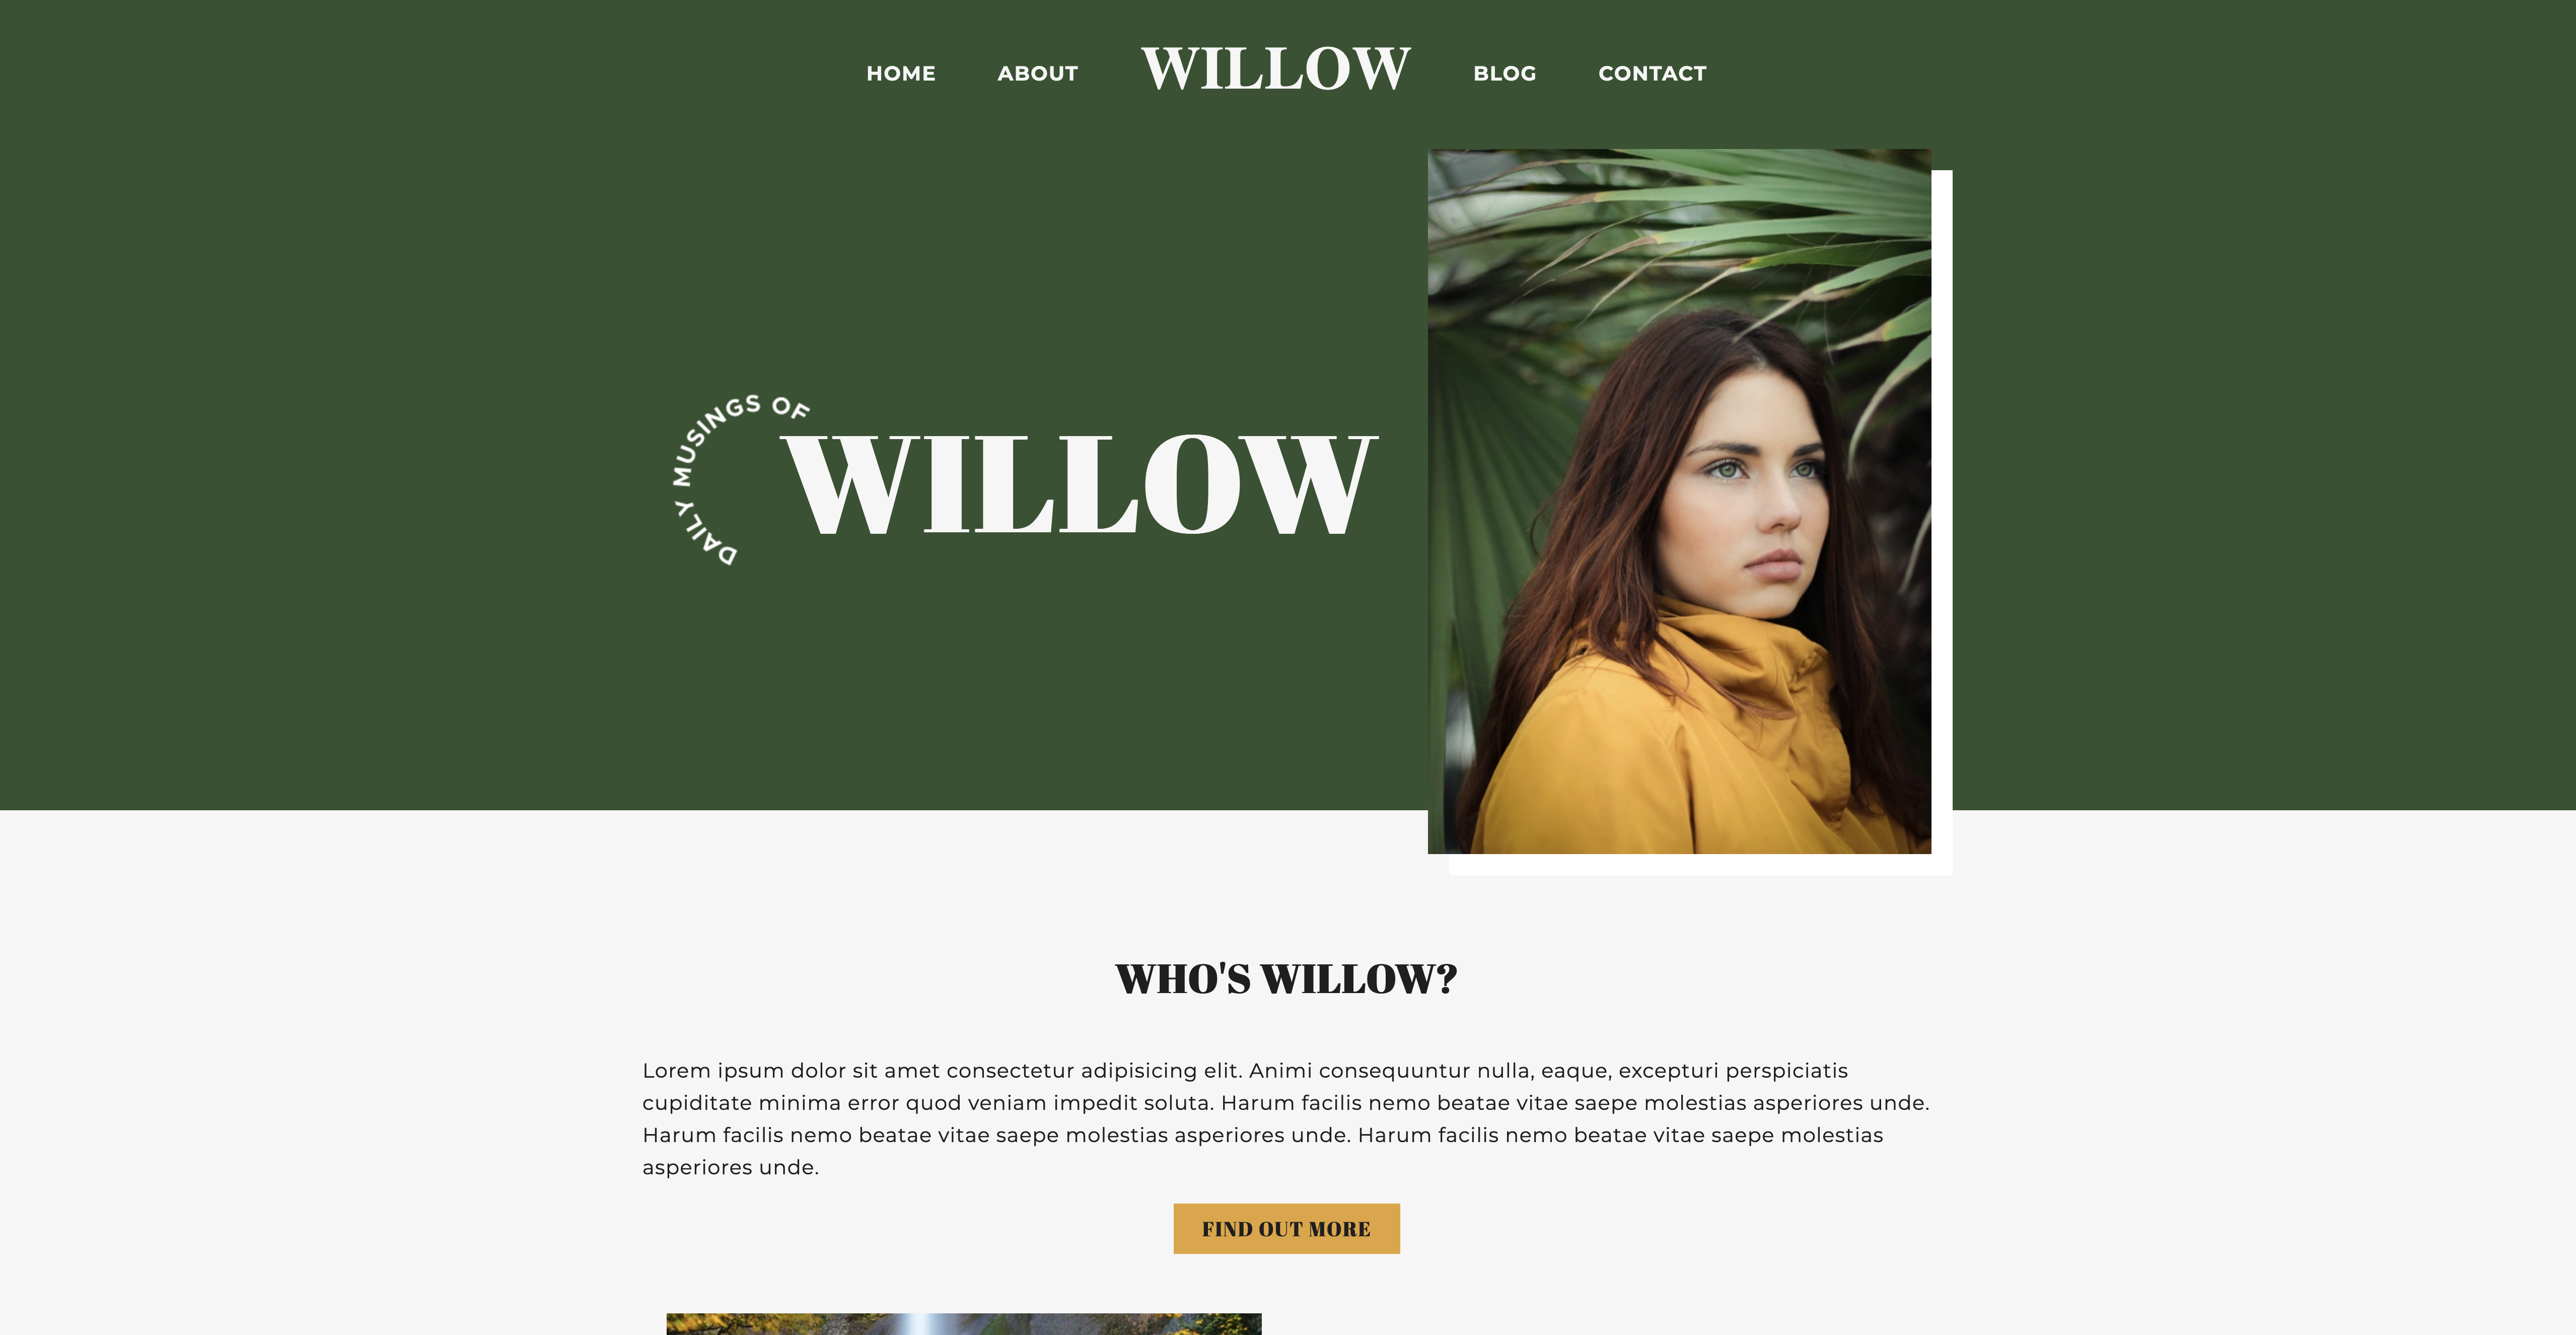 HOME ABOUT WILLOW BLOG CONTACT
DAILY MUSINGS OF
WILLOW
WHO'S WILLOW?
Lorem ipsum dolor sit amet consectetur adipisicing elit. Animi consequuntur nulla, eaque, excepturi perspiciatis
cupiditate minima error quod veniam impedit soluta. Harum facilis nemo beatae vitae saepe molestias asperiores unde.
Harum facilis nemo beatae vitae saepe molestias asperiores unde. Harum facilis nemo beatae vitae saepe molestias
asperiores unde.
FIND OUT MORE